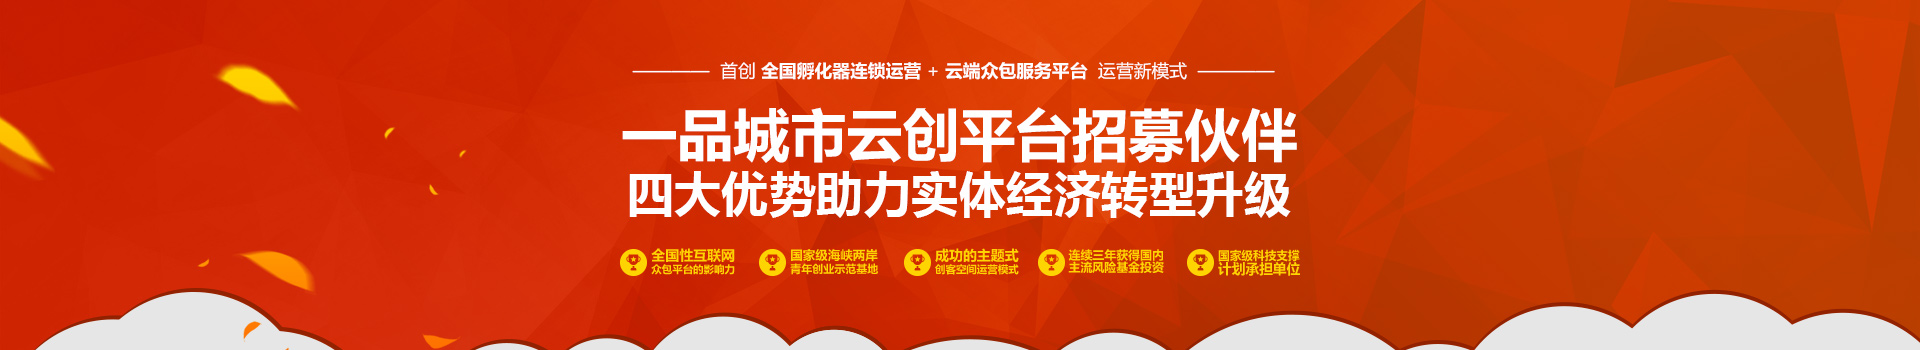 首创 全国孵化器连锁运营 + 云端众包服务平台 运营新模式
一品城市云创平台招募伙伴
四大优势助力实体经济转型升级
全国性互联网
众包平台的影响力
国家级海峡两岸
青年创业示范基地
成功的主题式
创客空间运营模式
连续三年获得国内
主流风险基金投资
国家级科技支撑
计划承担单位